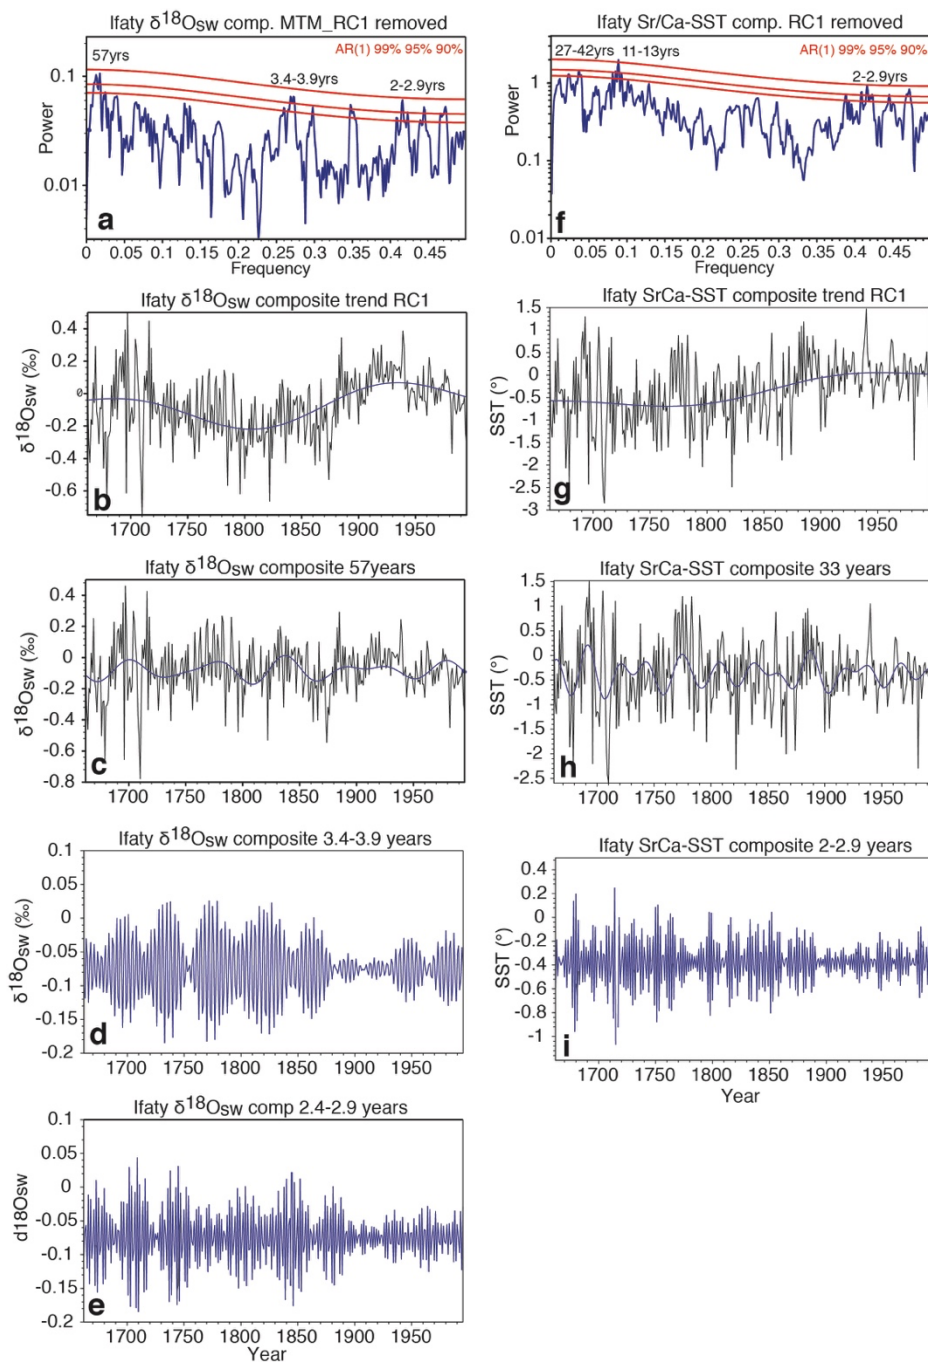 Ifaty δ18Osw comp. MTM_RC1 removed
57yrs
AR(1) 99% 95% 90%
3.4-3.9yrs
2-2.9yrs
0.1
0.01
Power
a
0 0.05 0.1 0.15 0.2 0.25 0.3 0.35 0.4 0.45
Frequency
Ifaty δ18Osw composite trend RC1
0.4
0.2
0
-0.2
-0.4
-0.6
δ18Osw (‰)
b
1700 1750 1800 1850 1900 1950
Ifaty δ18Osw composite 57years
0.4
0.2
0
-0.2
-0.4
-0.6
-0.8
δ18Osw (‰)
c
1700 1750 1800 1850 1900 1950
Ifaty δ18Osw composite 3.4-3.9 years
0.1
0.05
0
-0.05
-0.1
-0.15
-0.2
δ18Osw (‰)
d
1700 1750 1800 1850 1900 1950
Ifaty δ18Osw comp 2.4-2.9 years
0.1
0.05
0
-0.05
-0.1
-0.15
-0.2
d18Osw
e
1700 1750 1800 1850 1900 1950
Year
Ifaty Sr/Ca-SST comp. RC1 removed
27-42yrs 11-13yrs
AR(1) 99% 95% 90%
2-2.9yrs
1
0.1
0.01
Power
f
0 0.05 0.1 0.15 0.2 0.25 0.3 0.35 0.4 0.45
Frequency
Ifaty SrCa-SST composite trend RC1
1.5
1
0.5
0
-0.5
-1
-1.5
-2
-2.5
-3
SST (°)
g
1700 1750 1800 1850 1900 1950
Ifaty SrCa-SST composite 33 years
1.5
1
0.5
0
-0.5
-1
-1.5
-2
-2.5
SST (°)
h
1700 1750 1800 1850 1900 1950
Ifaty SrCa-SST composite 2-2.9 years
0.4
0.2
0
-0.2
-0.4
-0.6
-0.8
-1
SST (°)
i
1700 1750 1800 1850 1900 1950
Year